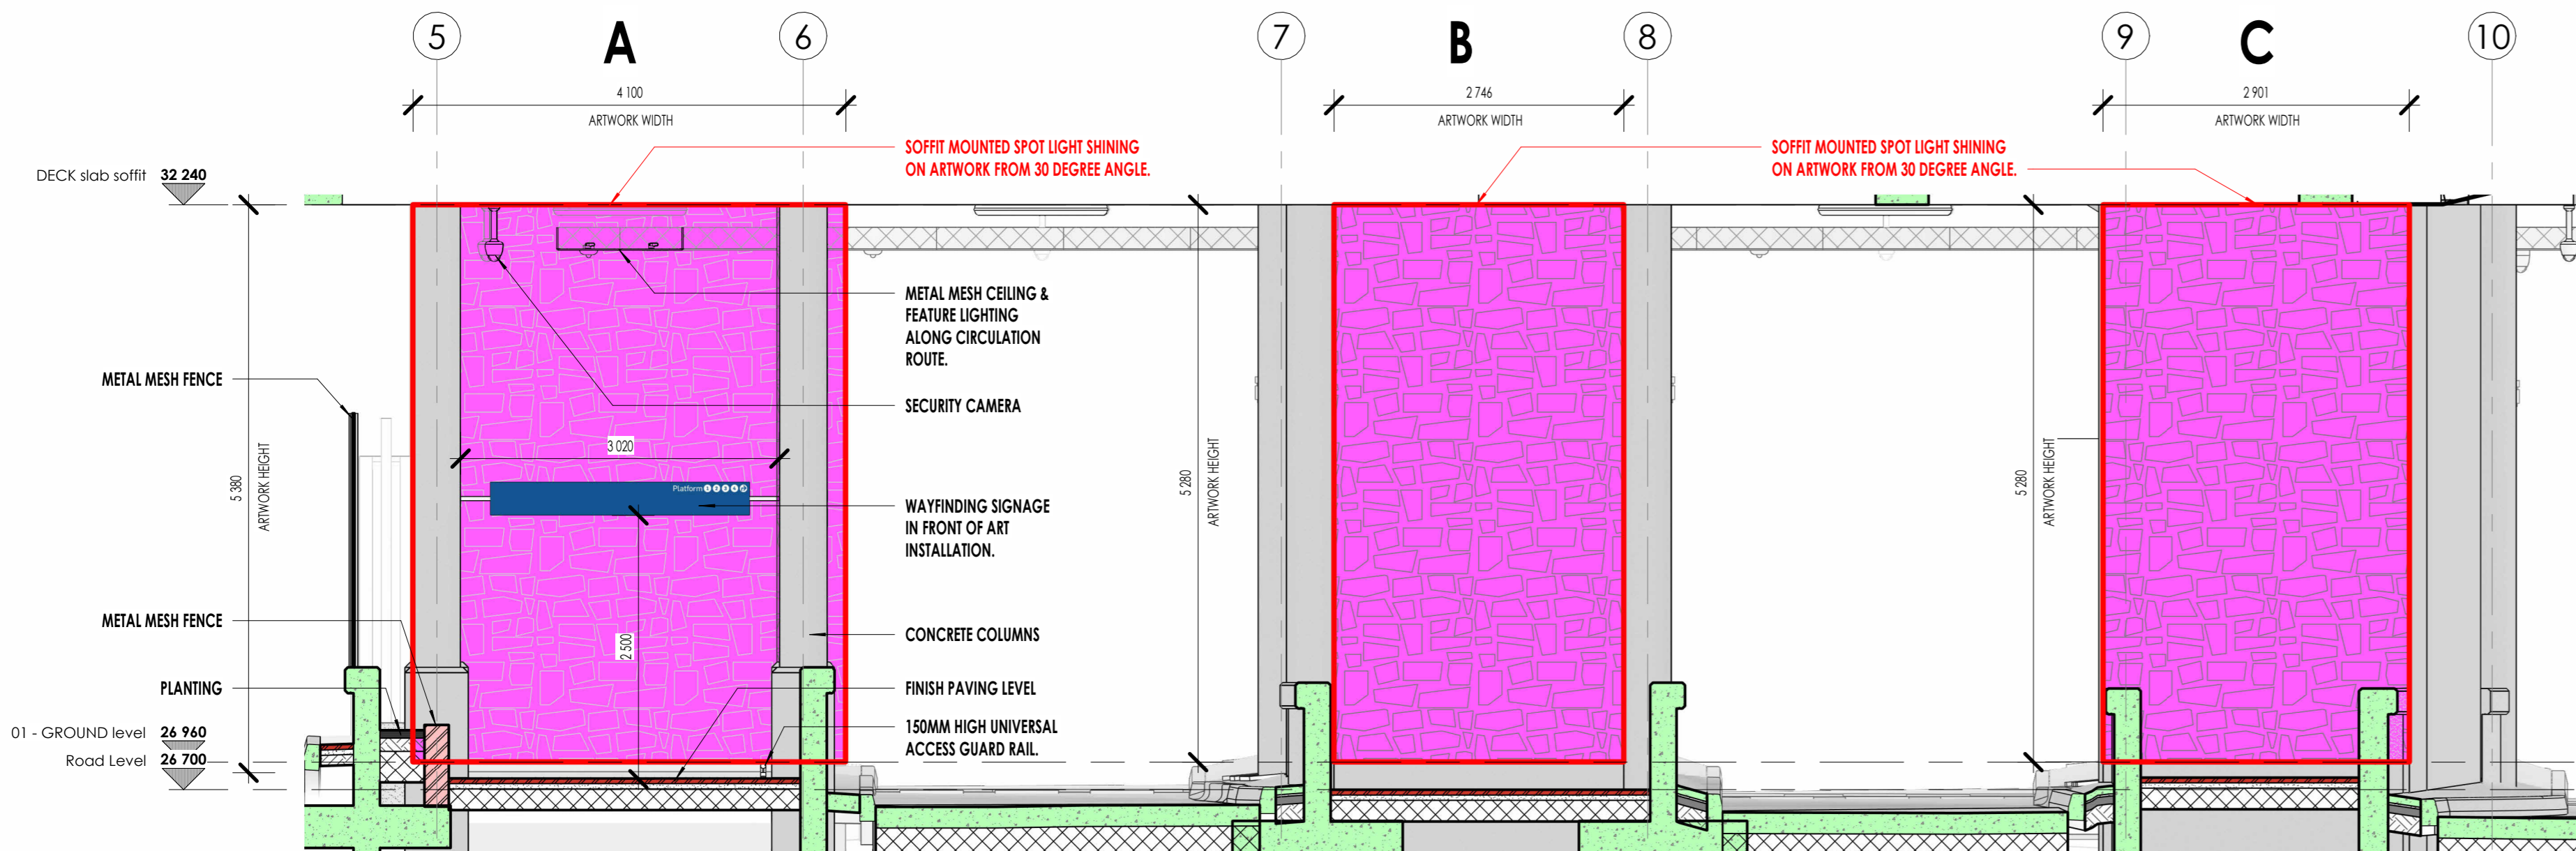 5
A
6
7
B
8
9
C
10
4 100
ARTWORK WIDTH
2 746
ARTWORK WIDTH
2 901
ARTWORK WIDTH
SOFFIT MOUNTED SPOT LIGHT SHINING
ON ARTWORK FROM 30 DEGREE ANGLE.
SOFFIT MOUNTED SPOT LIGHT SHINING
ON ARTWORK FROM 30 DEGREE ANGLE.
DECK slab soffit 32 240
METAL MESH CEILING &
FEATURE LIGHTING
ALONG CIRCULATION
ROUTE.
METAL MESH FENCE
SECURITY CAMERA
3 020
5 380
ARTWORK HEIGHT
5 280
ARTWORK HEIGHT
5 280
ARTWORK HEIGHT
Platform 1 2 3 4
WAYFINDING SIGNAGE
IN FRONT OF ART
INSTALLATION.
METAL MESH FENCE
2 500
CONCRETE COLUMNS
PLANTING
FINISH PAVING LEVEL
01 - GROUND level 26 960
150MM HIGH UNIVERSAL
ACCESS GUARD RAIL.
Road Level 26 700